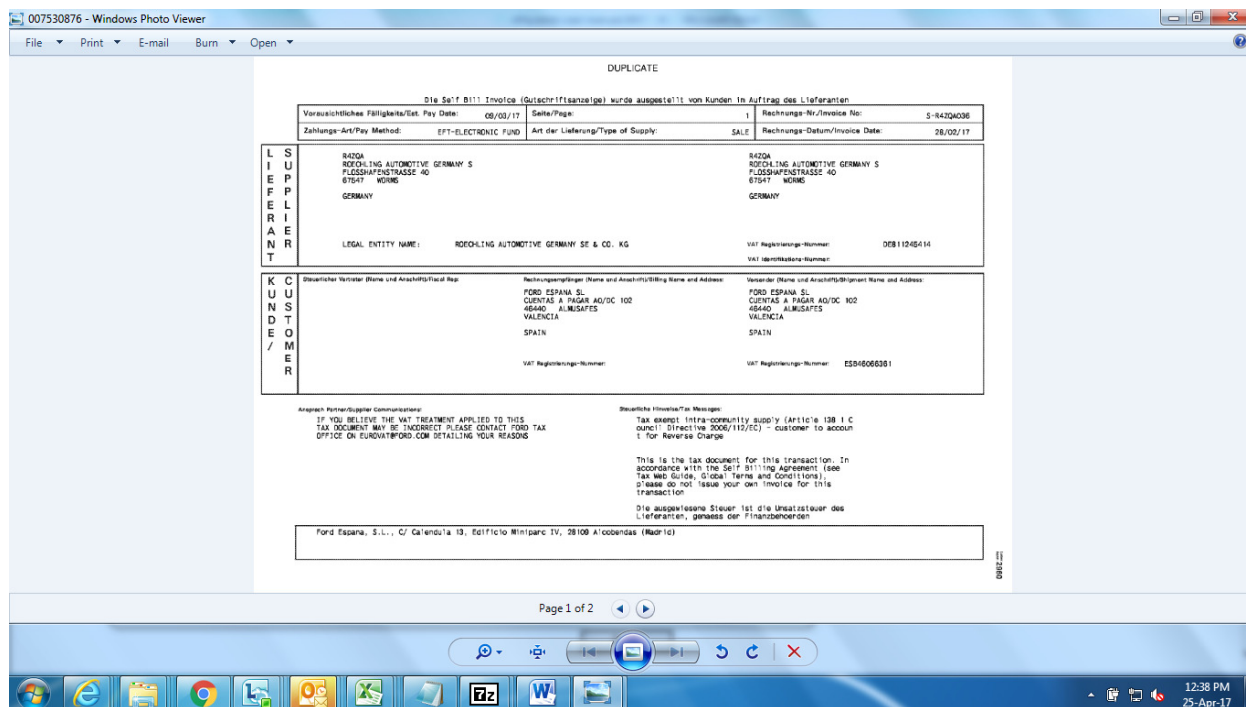 007530876 - Windows Photo Viewer
File Print E-mail Burn Open
DUPLICATE
Die Self Bill Invoice (Gutschriftsanzeige) wurde ausgestellt von Kunden im Auftrag des Lieferanten
Voraussichtliches Fälligkeits/Est. Pay Date: 09/03/17 Seite/Page: 1 Rechnungs-Nr./Invoice No: S-R4ZQA036
Zahlungs-Art/Pay Method: EFT-ELECTRONIC FUND Art der Lieferung/Type of Supply: SALE Rechnungs-Datum/Invoice Date: 28/02/17
LIEFERANT SUPPLIER
R4ZQA R4ZQA
ROECHLING AUTOMOTIVE GERMANY S ROECHLING AUTOMOTIVE GERMANY S
FLOSSHAFENSTRASSE 40 FLOSSHAFENSTRASSE 40
67547 WORMS 67547 WORMS
GERMANY GERMANY
LEGAL ENTITY NAME: ROECHLING AUTOMOTIVE GERMANY SE & CO. KG VAT Registrierungs-Nummer: DE811245414
VAT Identifikations-Nummer:
KUNDE/ CUSTOMER
Steuerlicher Vertreter (Name und Anschrift)/Fiscal Rep: Rechnungsempfänger (Name und Anschrift)/Billing Name and Address: Versender (Name und Anschrift)/Shipment Name and Address:
FORD ESPANA SL FORD ESPANA SL
CUENTAS A PAGAR AO/DC 102 CUENTAS A PAGAR AO/DC 102
46440 ALMUSAFES 46440 ALMUSAFES
VALENCIA VALENCIA
SPAIN SPAIN
VAT Registrierungs-Nummer: VAT Registrierungs-Nummer: ESB46066361
Ansprech Partner/Supplier Communications: Steuerliche Hinweise/Tax Messages:
IF YOU BELIEVE THE VAT TREATMENT APPLIED TO THIS
TAX DOCUMENT MAY BE INCORRECT PLEASE CONTACT FORD TAX
OFFICE ON EUROVAT@FORD.COM DETAILING YOUR REASONS
Tax exempt intra-community supply (Article 138 1 C
ouncil Directive 2006/112/EC) - customer to accoun
t for Reverse Charge
This is the tax document for this transaction. In
accordance with the Self Billing Agreement (see
Tax Web Guide, Global Terms and Conditions),
please do not issue your own invoice for this
transaction
Die ausgewiesene Steuer ist die Umsatzsteuer des
Lieferanten, gemaess der Finanzbehoerden
Ford Espana, S.L., C/ Calendula 13, Edificio Miniparc IV, 28109 Alcobendas (Madrid)
2980
Page 1 of 2
7z
12:38 PM
25-Apr-17